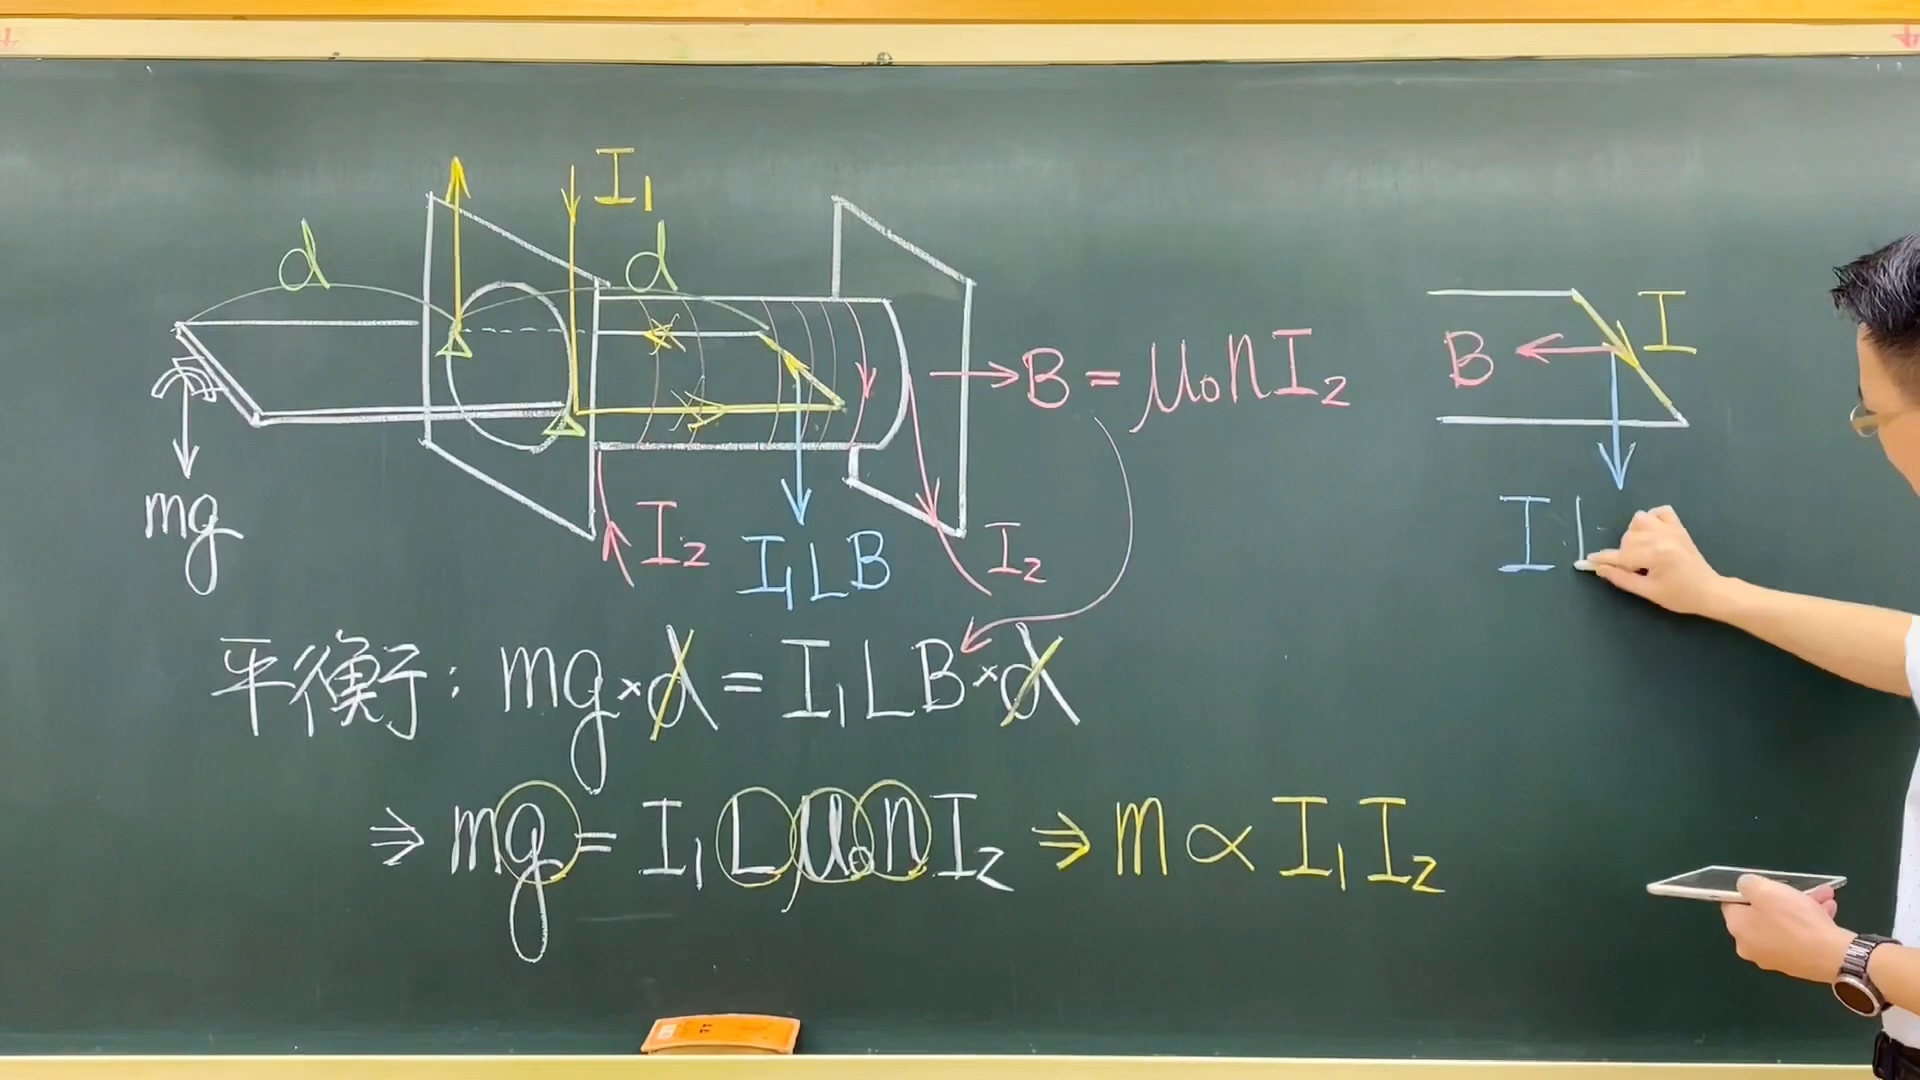 I₁
d
d
B = μ₀nI₂
B
I
mg
I₂
I₁LB
I₂
IL
平衡: mg×d = I₁LB×d
⇒ mg = I₁Lμ₀nI₂ ⇒ m ∝ I₁I₂